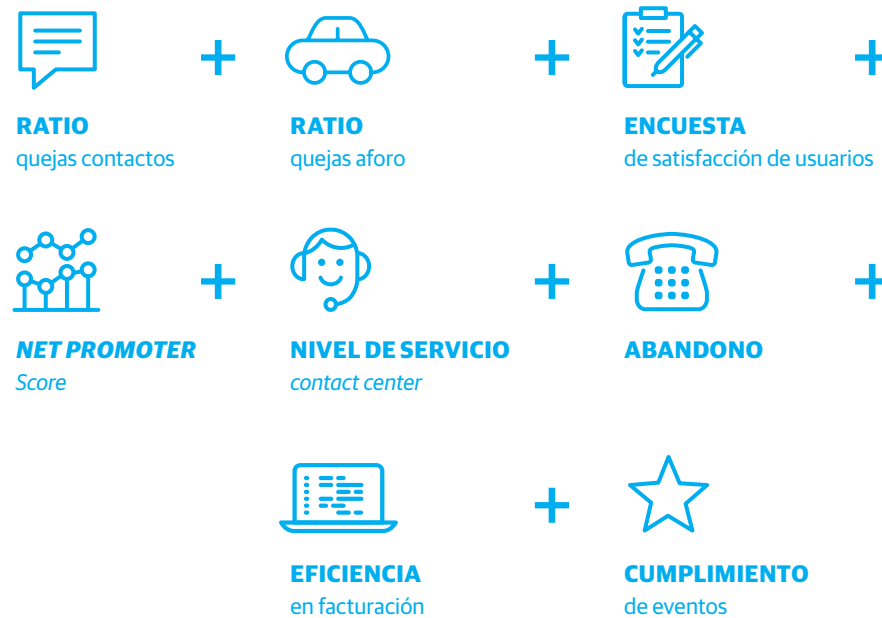 +
+
+
RATIO
quejas contactos
RATIO
quejas aforo
ENCUESTA
de satisfacción de usuarios
+
+
+
NET PROMOTER
Score
NIVEL DE SERVICIO
contact center
ABANDONO
+
EFICIENCIA
en facturación
CUMPLIMIENTO
de eventos